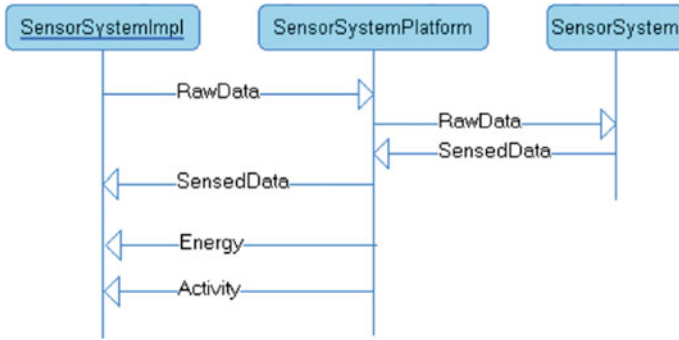 SensorSystemImpl
SensorSystemPlatform
SensorSystem
RawData
RawData
SensedData
SensedData
Energy
Activity